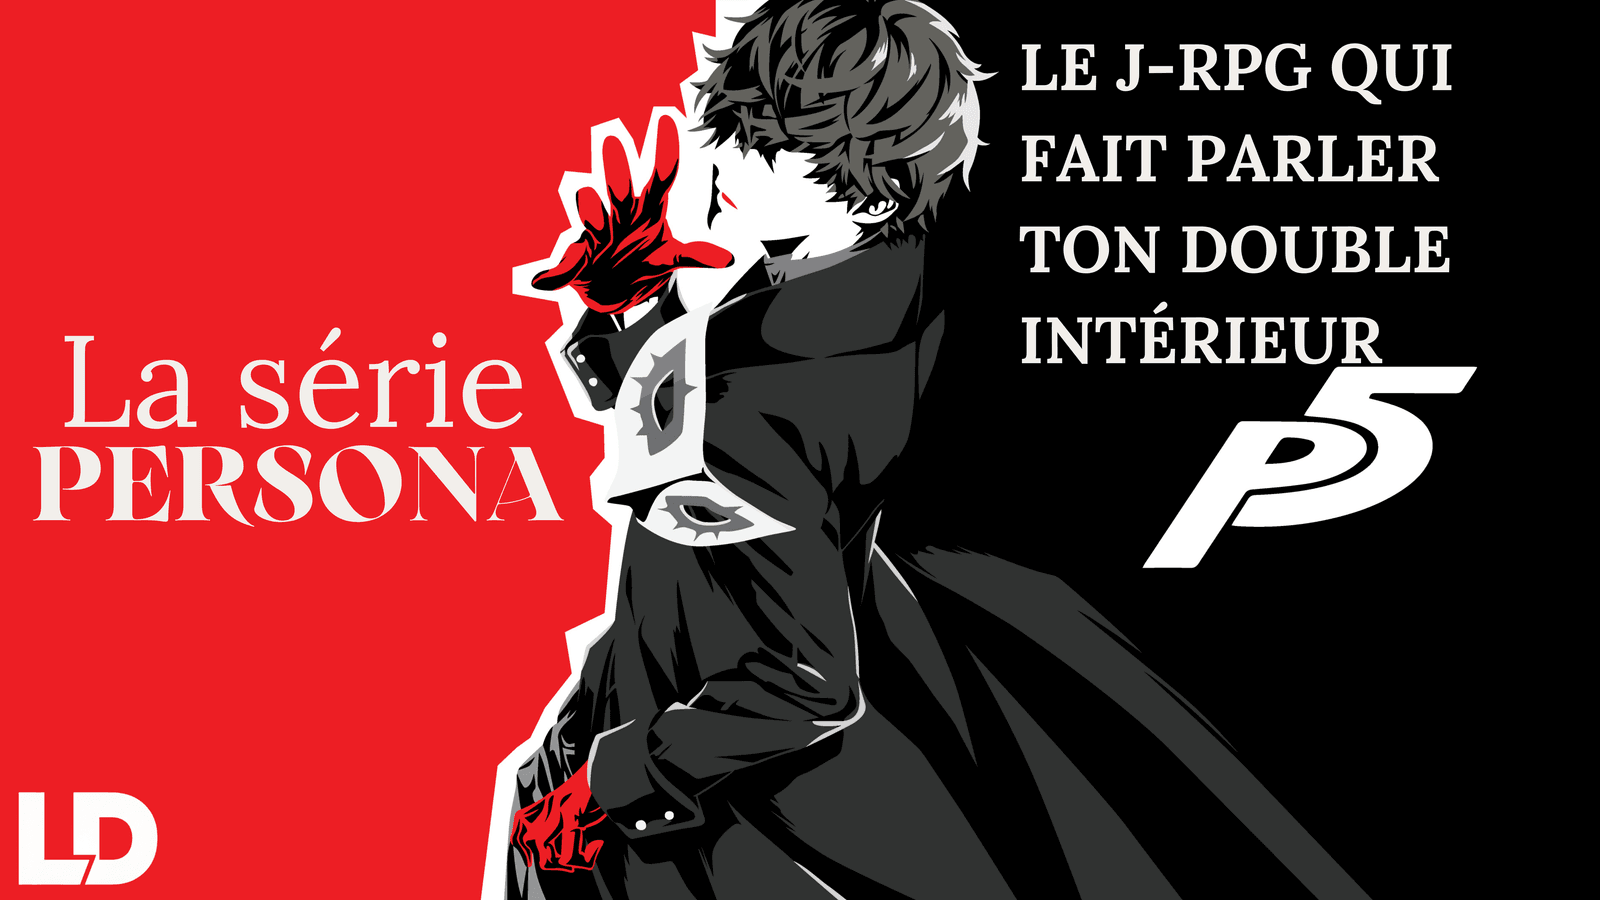 La série
PERSONA
LE J-RPG QUI
FAIT PARLER
TON DOUBLE
INTÉRIEUR
P5
LD